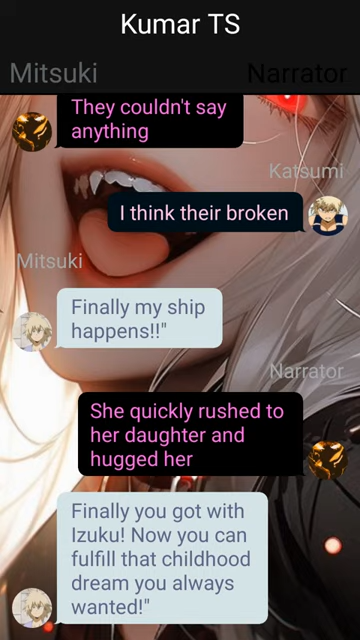 Kumar TS
Mitsuki
Narrator
They couldn't say
anything
Katsumi
I think their broken
Mitsuki
Finally my ship
happens!!"
Narrator
She quickly rushed to
her daughter and
hugged her
Finally you got with
Izuku! Now you can
fulfill that childhood
dream you always
wanted!"